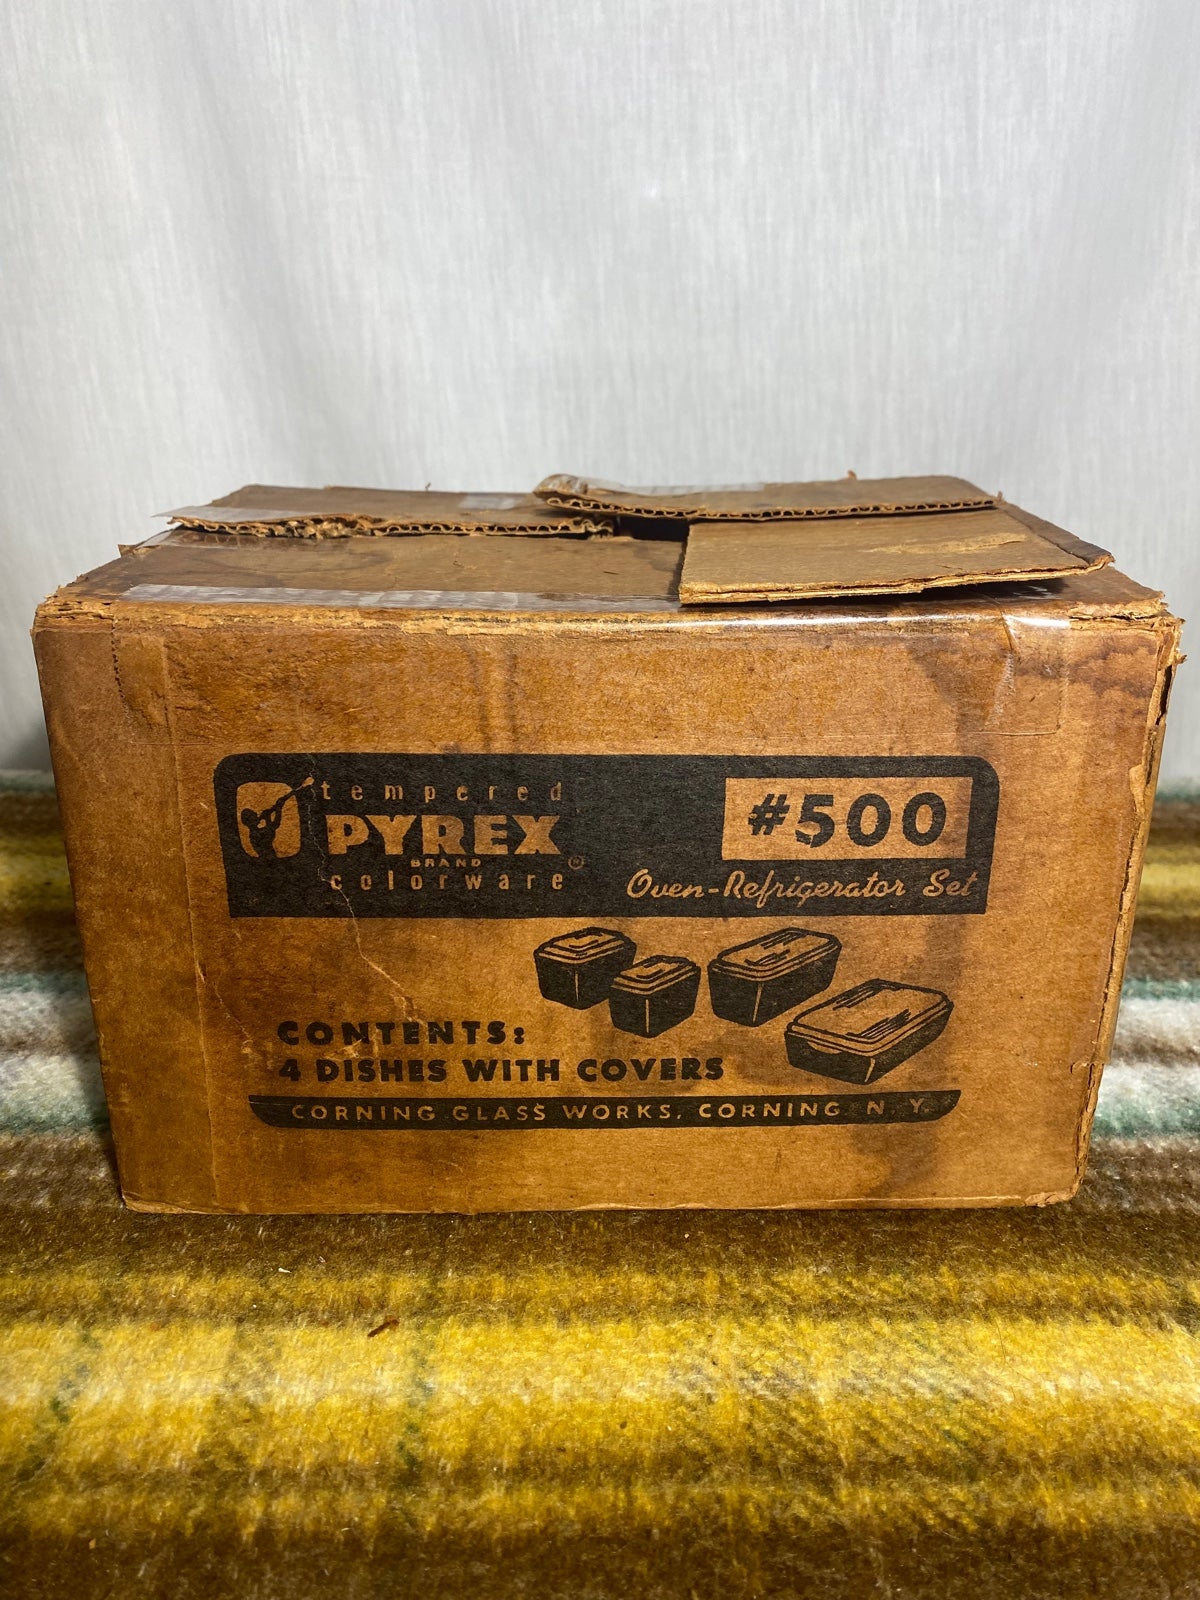 tempered
PYREX
BRAND ®
colorware
#500
Oven-Refrigerator Set
CONTENTS:
4 DISHES WITH COVERS
CORNING GLASS WORKS, CORNING N. Y.